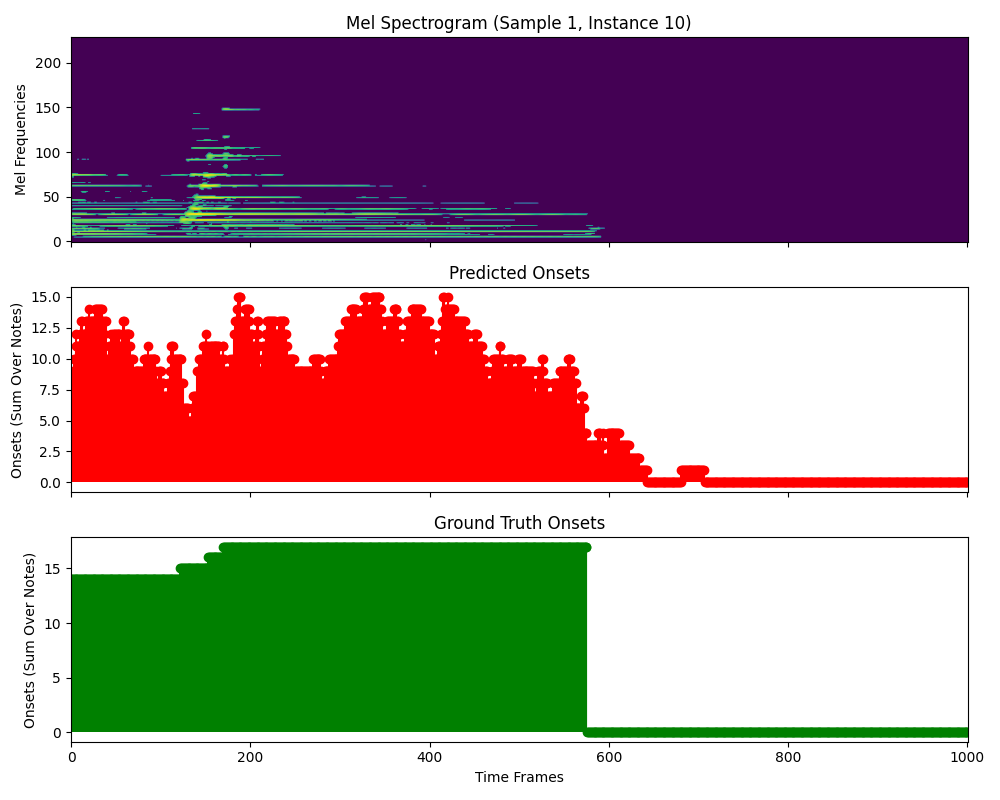 Mel Spectrogram (Sample 1, Instance 10)
Mel Frequencies
200
150
100
50
0
Predicted Onsets
Onsets (Sum Over Notes)
15.0
12.5
10.0
7.5
5.0
2.5
0.0
Ground Truth Onsets
Onsets (Sum Over Notes)
15
10
5
0
0 200 400 600 800 1000
Time Frames